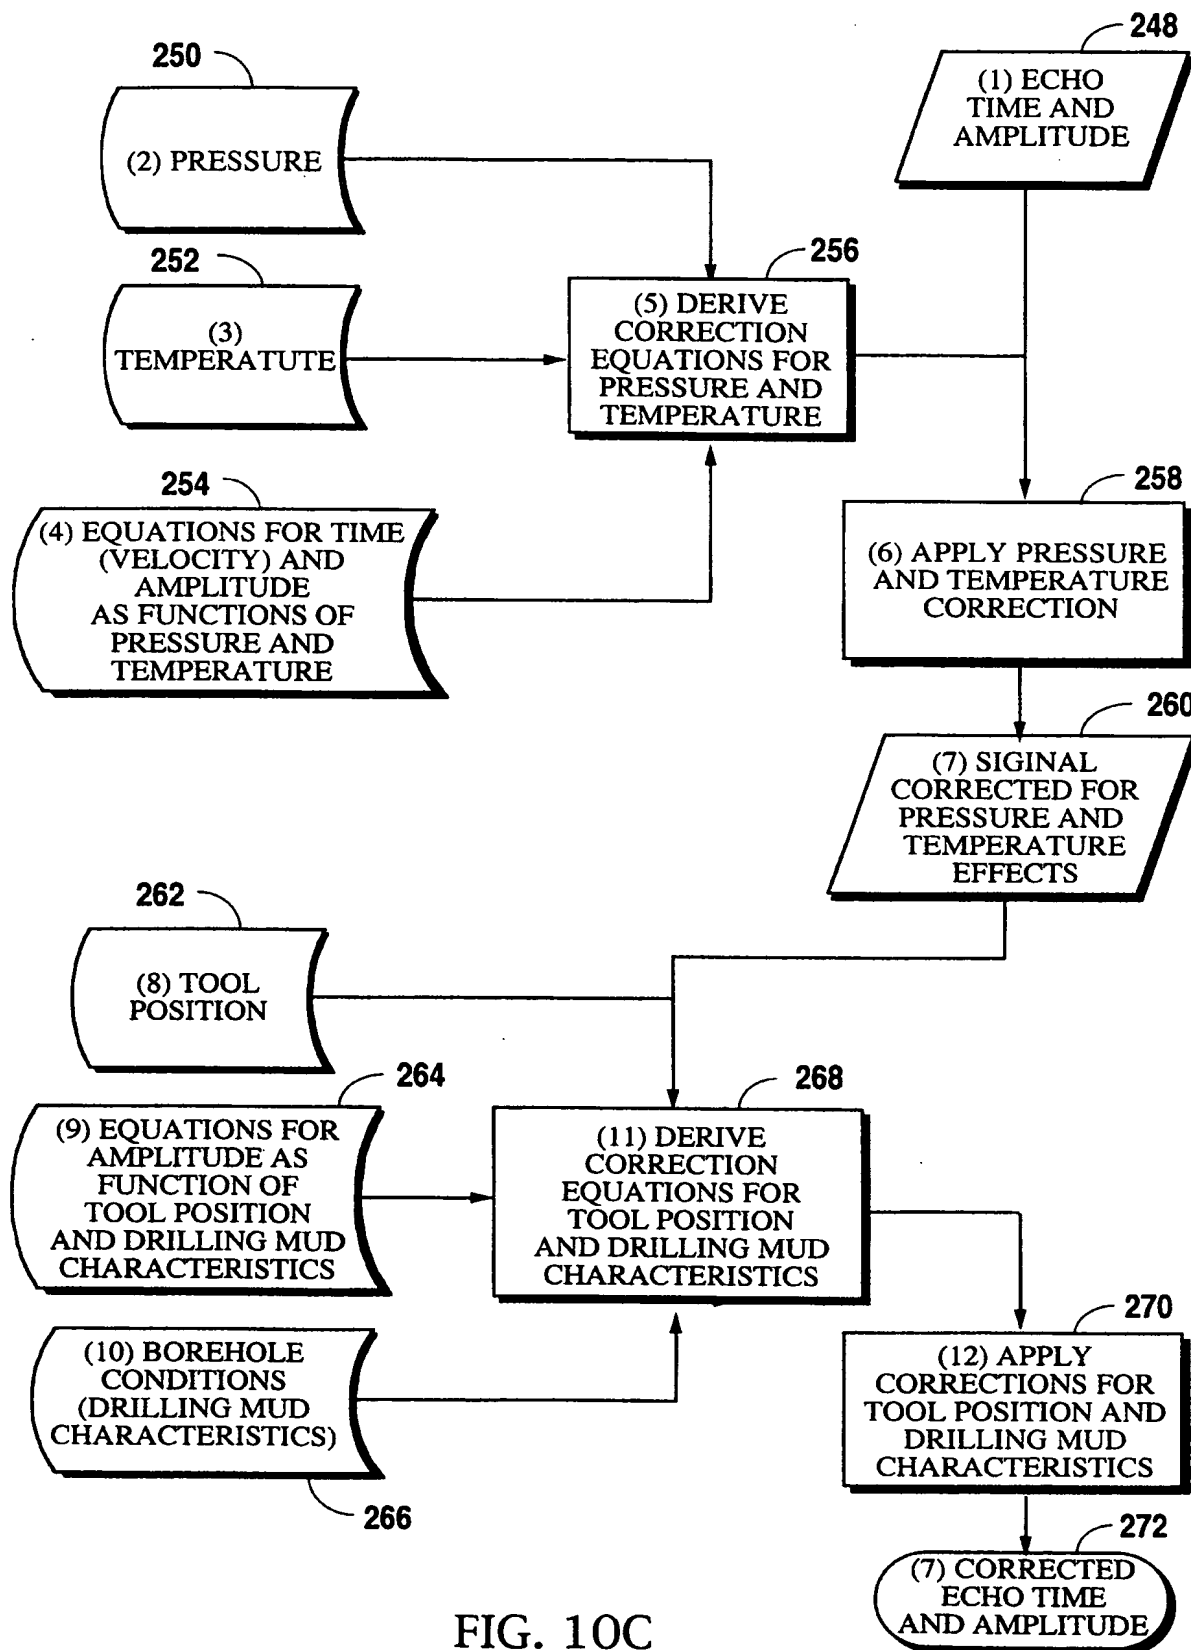 248
250
(1) ECHO
TIME AND
AMPLITUDE
(2) PRESSURE
252
256
(3)
TEMPERATUTE
(5) DERIVE
CORRECTION
EQUATIONS FOR
PRESSURE AND
TEMPERATURE
254
(4) EQUATIONS FOR TIME
(VELOCITY) AND
AMPLITUDE
AS FUNCTIONS OF
PRESSURE AND
TEMPERATURE
258
(6) APPLY PRESSURE
AND TEMPERATURE
CORRECTION
260
(7) SIGINAL
CORRECTED FOR
PRESSURE AND
TEMPERATURE
EFFECTS
262
(8) TOOL
POSITION
264
(9) EQUATIONS FOR
AMPLITUDE AS
FUNCTION OF
TOOL POSITION
AND DRILLING MUD
CHARACTERISTICS
268
(11) DERIVE
CORRECTION
EQUATIONS FOR
TOOL POSITION
AND DRILLING MUD
CHARACTERISTICS
(10) BOREHOLE
CONDITIONS
(DRILLING MUD
CHARACTERISTICS)
266
270
(12) APPLY
CORRECTIONS FOR
TOOL POSITION AND
DRILLING MUD
CHARACTERISTICS
272
(7) CORRECTED
ECHO TIME
AND AMPLITUDE
FIG. 10C